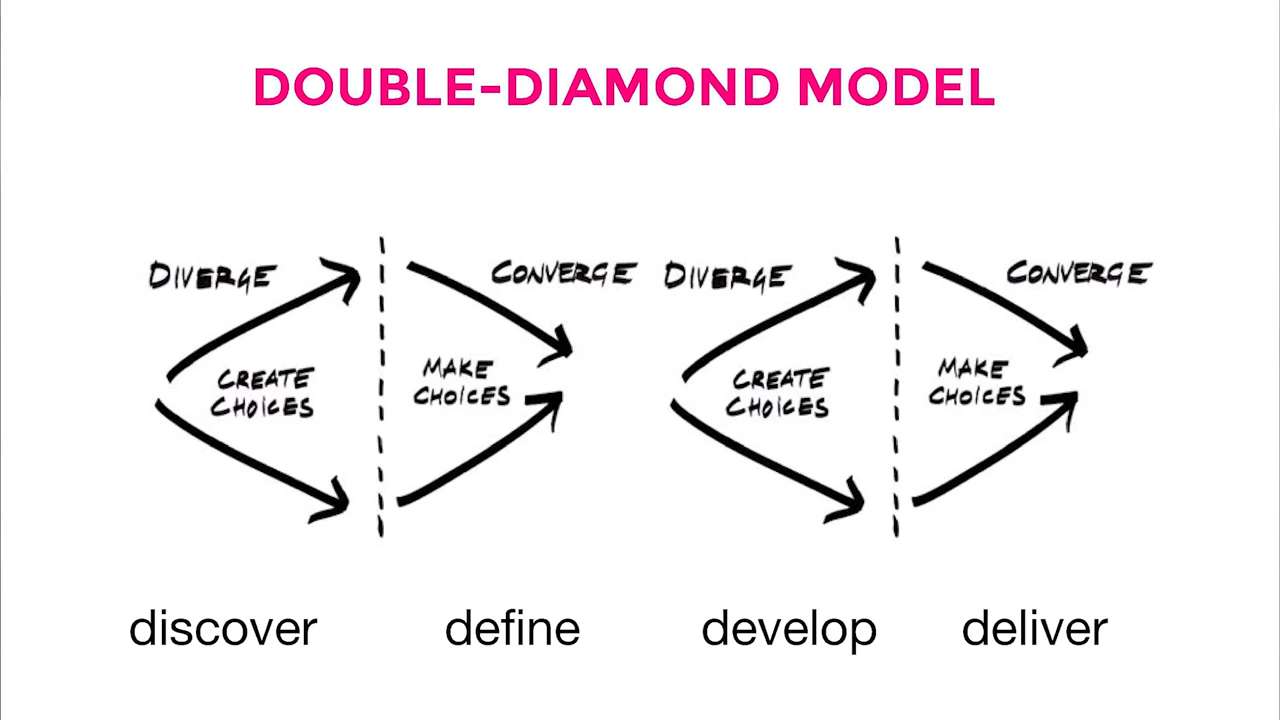 DOUBLE-DIAMOND MODEL
DIVERGE
CONVERGE
DIVERGE
CONVERGE
CREATE
CHOICES
MAKE
CHOICES
CREATE
CHOICES
MAKE
CHOICES
discover
define
develop
deliver